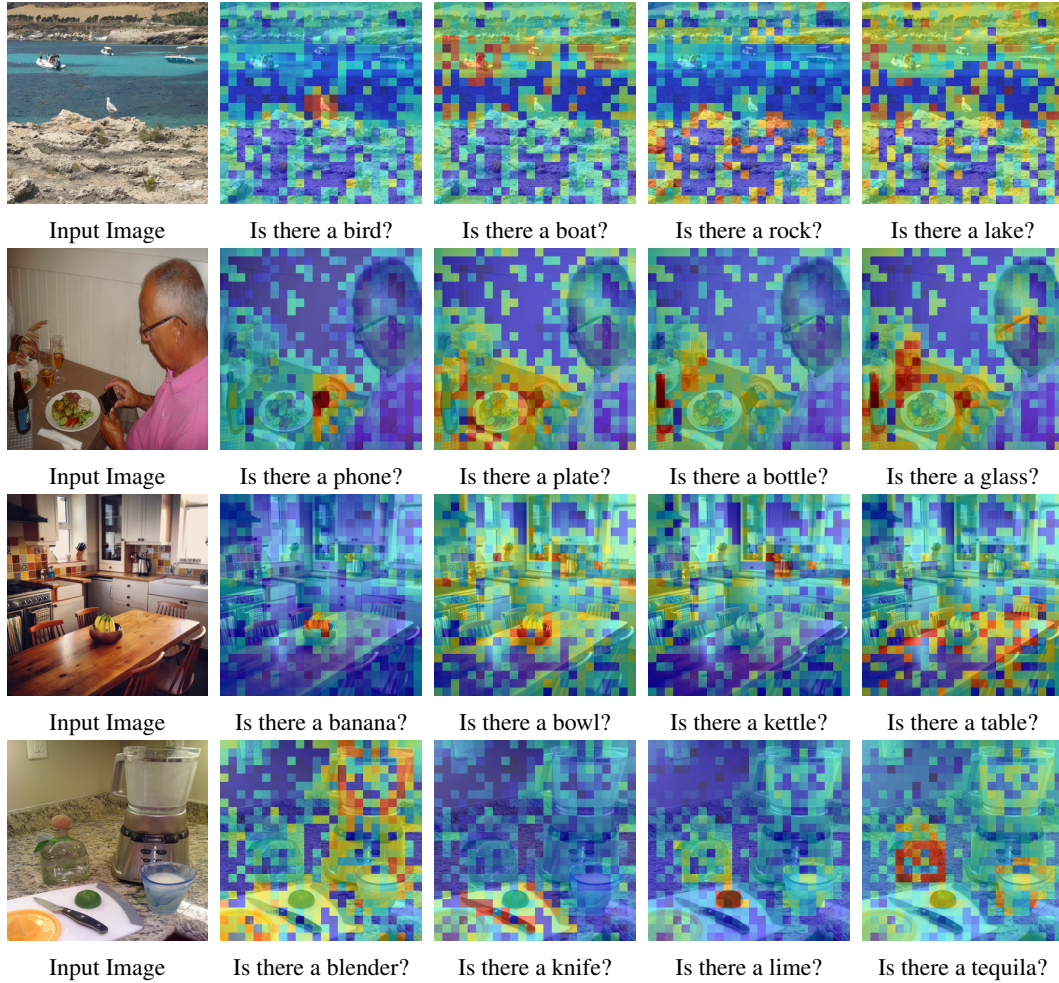 Input Image
Is there a bird?
Is there a boat?
Is there a rock?
Is there a lake?
Input Image
Is there a phone?
Is there a plate?
Is there a bottle?
Is there a glass?
Input Image
Is there a banana?
Is there a bowl?
Is there a kettle?
Is there a table?
Input Image
Is there a blender?
Is there a knife?
Is there a lime?
Is there a tequila?